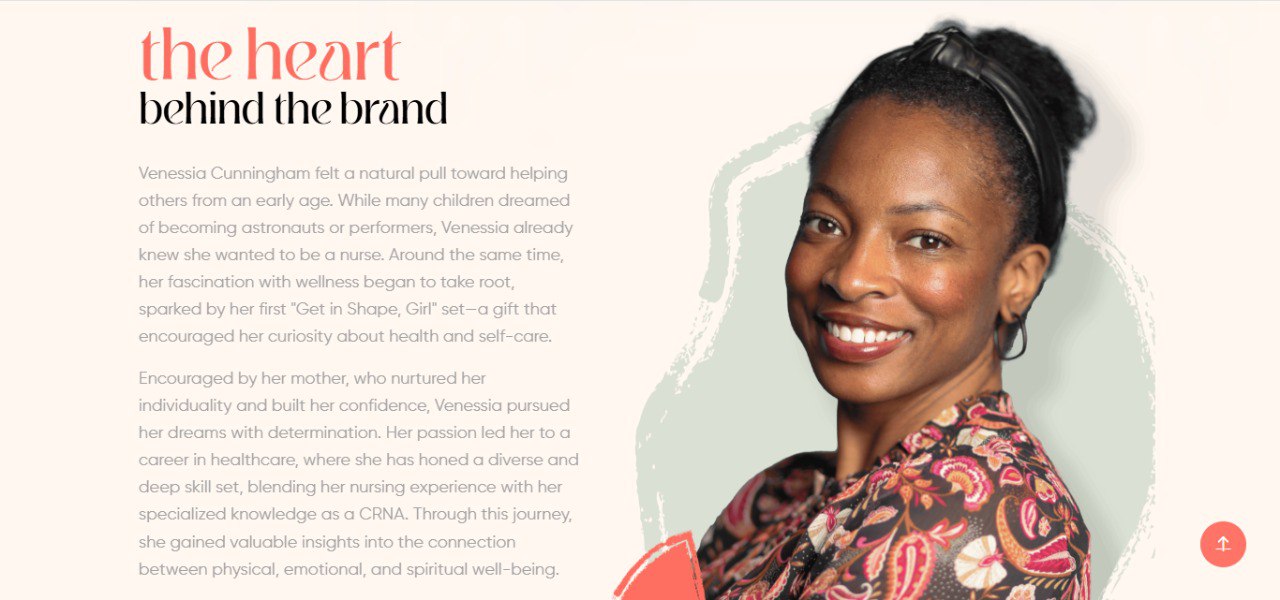 the heart
behind the brand
Venessia Cunningham felt a natural pull toward helping
others from an early age. While many children dreamed
of becoming astronauts or performers, Venessia already
knew she wanted to be a nurse. Around the same time,
her fascination with wellness began to take root,
sparked by her first "Get in Shape, Girl" set—a gift that
encouraged her curiosity about health and self-care.
Encouraged by her mother, who nurtured her
individuality and built her confidence, Venessia pursued
her dreams with determination. Her passion led her to a
career in healthcare, where she has honed a diverse and
deep skill set, blending her nursing experience with her
specialized knowledge as a CRNA. Through this journey,
she gained valuable insights into the connection
between physical, emotional, and spiritual well-being.